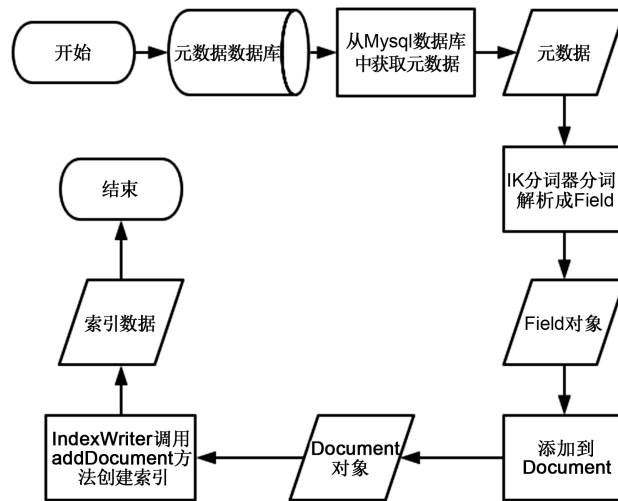 开始
元数据数据库
从Mysql数据库
中获取元数据
元数据
IK分词器分词
解析成Field
Field对象
添加到
Document
Document
对象
IndexWriter调用
addDocument方
法创建索引
索引数据
结束